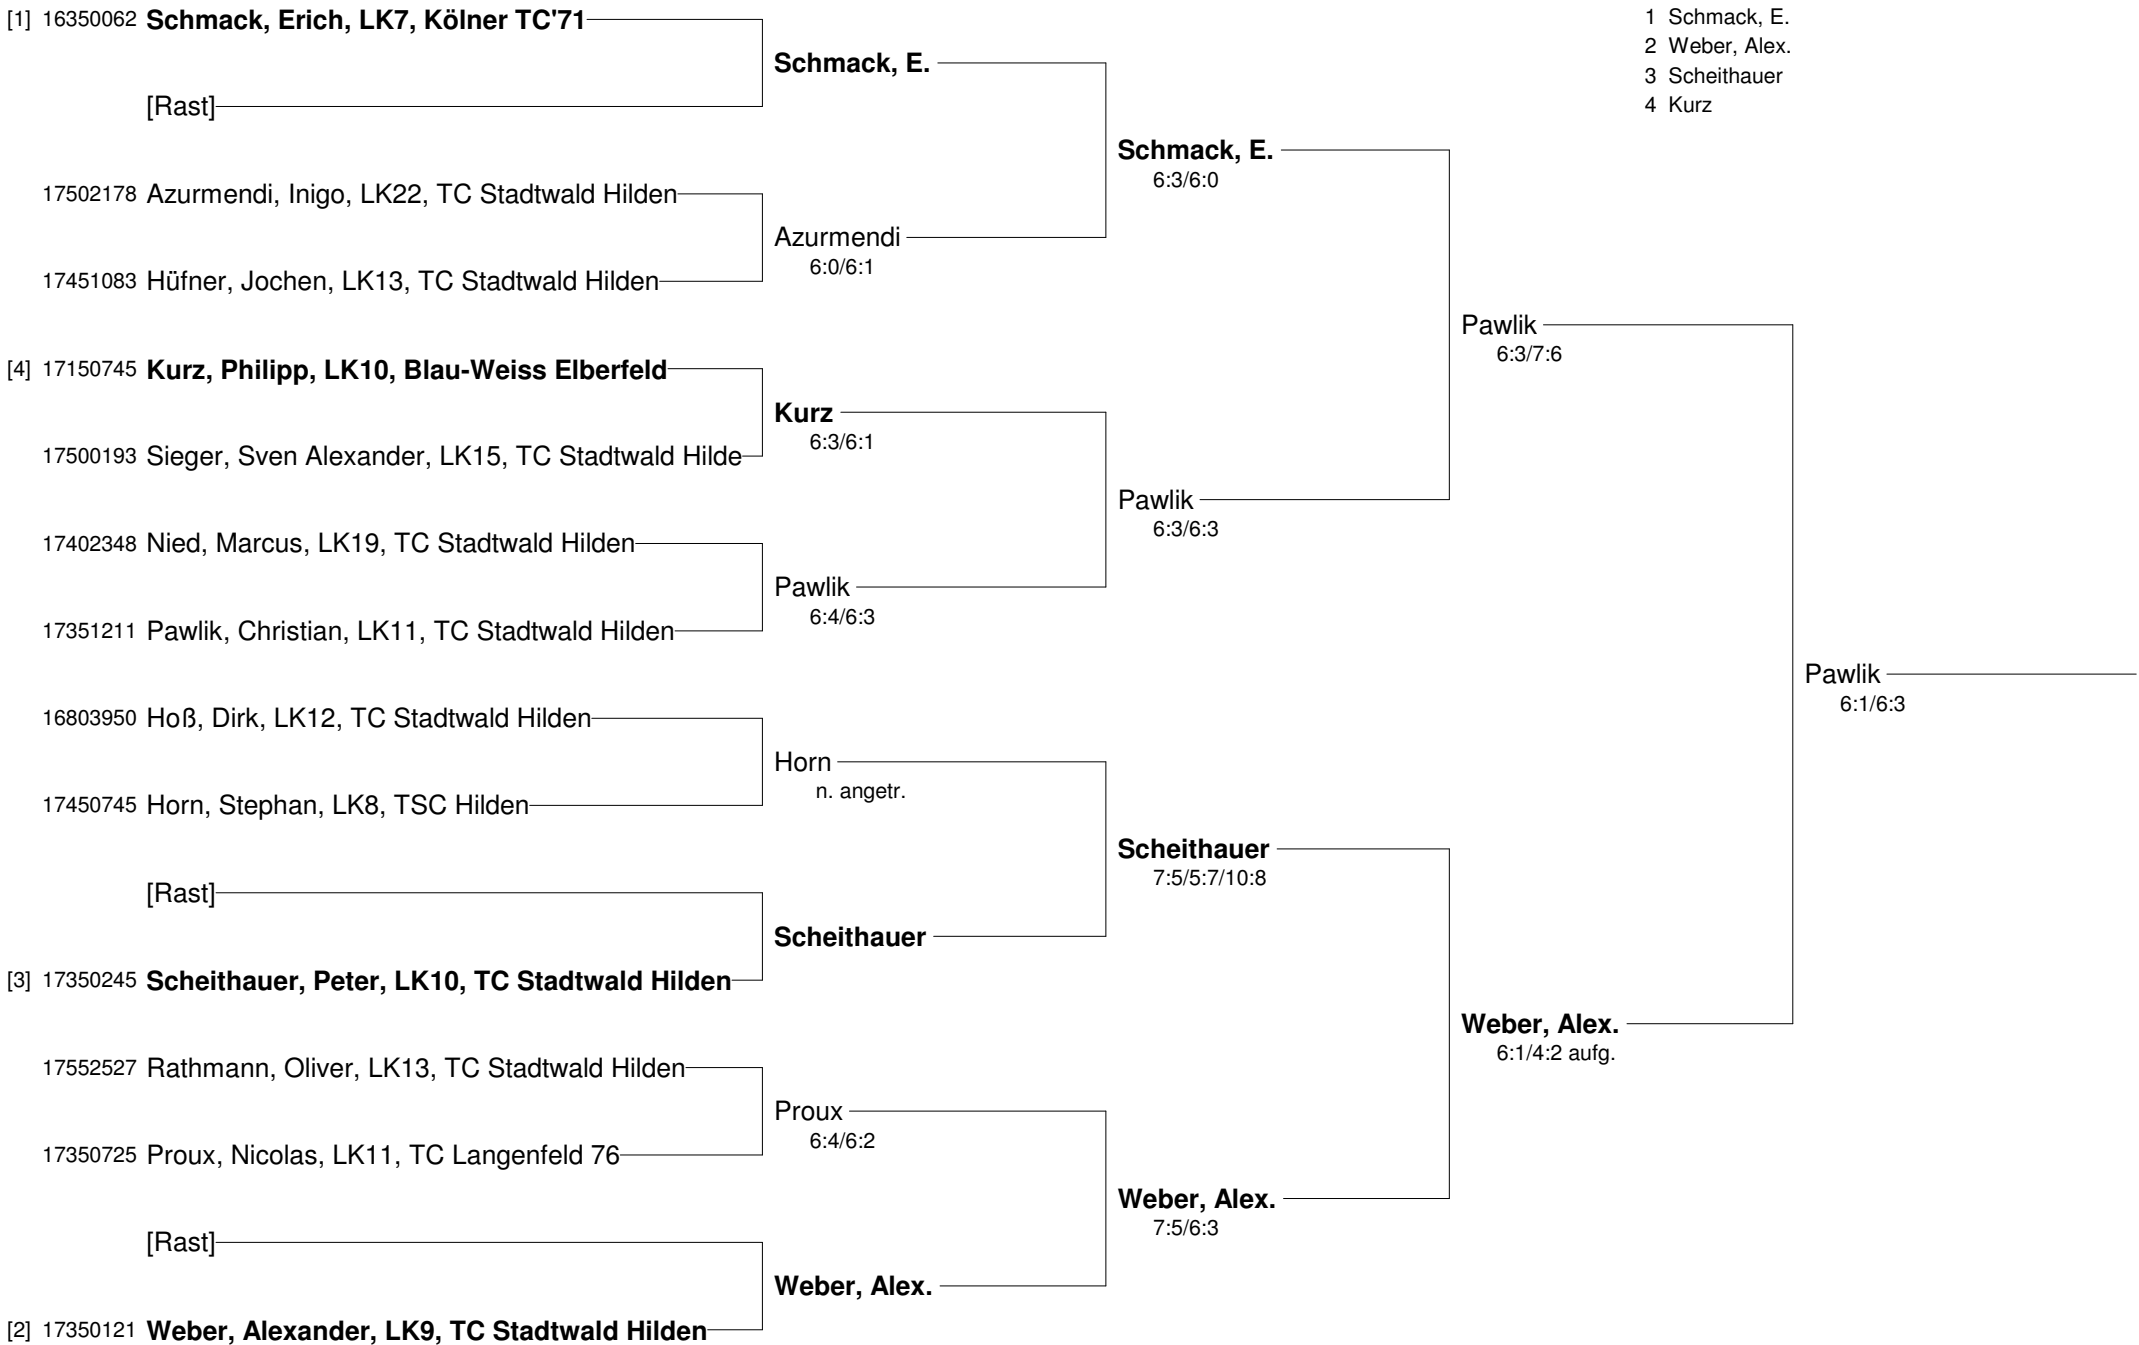 [1] 16350062 Schmack, Erich, LK7, Kölner TC'71
[Rast]
17502178 Azurmendi, Inigo, LK22, TC Stadtwald Hilden
17451083 Hüfner, Jochen, LK13, TC Stadtwald Hilden
[4] 17150745 Kurz, Philipp, LK10, Blau-Weiss Elberfeld
17500193 Sieger, Sven Alexander, LK15, TC Stadtwald Hilde
17402348 Nied, Marcus, LK19, TC Stadtwald Hilden
17351211 Pawlik, Christian, LK11, TC Stadtwald Hilden
16803950 Hoß, Dirk, LK12, TC Stadtwald Hilden
17450745 Horn, Stephan, LK8, TSC Hilden
[Rast]
[3] 17350245 Scheithauer, Peter, LK10, TC Stadtwald Hilden
17552527 Rathmann, Oliver, LK13, TC Stadtwald Hilden
17350725 Proux, Nicolas, LK11, TC Langenfeld 76
[Rast]
[2] 17350121 Weber, Alexander, LK9, TC Stadtwald Hilden
Schmack, E.
Azurmendi
6:0/6:1
Kurz
6:3/6:1
Pawlik
6:4/6:3
Horn
n. angetr.
Scheithauer
Proux
6:4/6:2
Weber, Alex.
Schmack, E.
6:3/6:0
Pawlik
6:3/6:3
Scheithauer
7:5/5:7/10:8
Weber, Alex.
7:5/6:3
Pawlik
6:3/7:6
Weber, Alex.
6:1/4:2 aufg.
Pawlik
6:1/6:3
1 Schmack, E.
2 Weber, Alex.
3 Scheithauer
4 Kurz